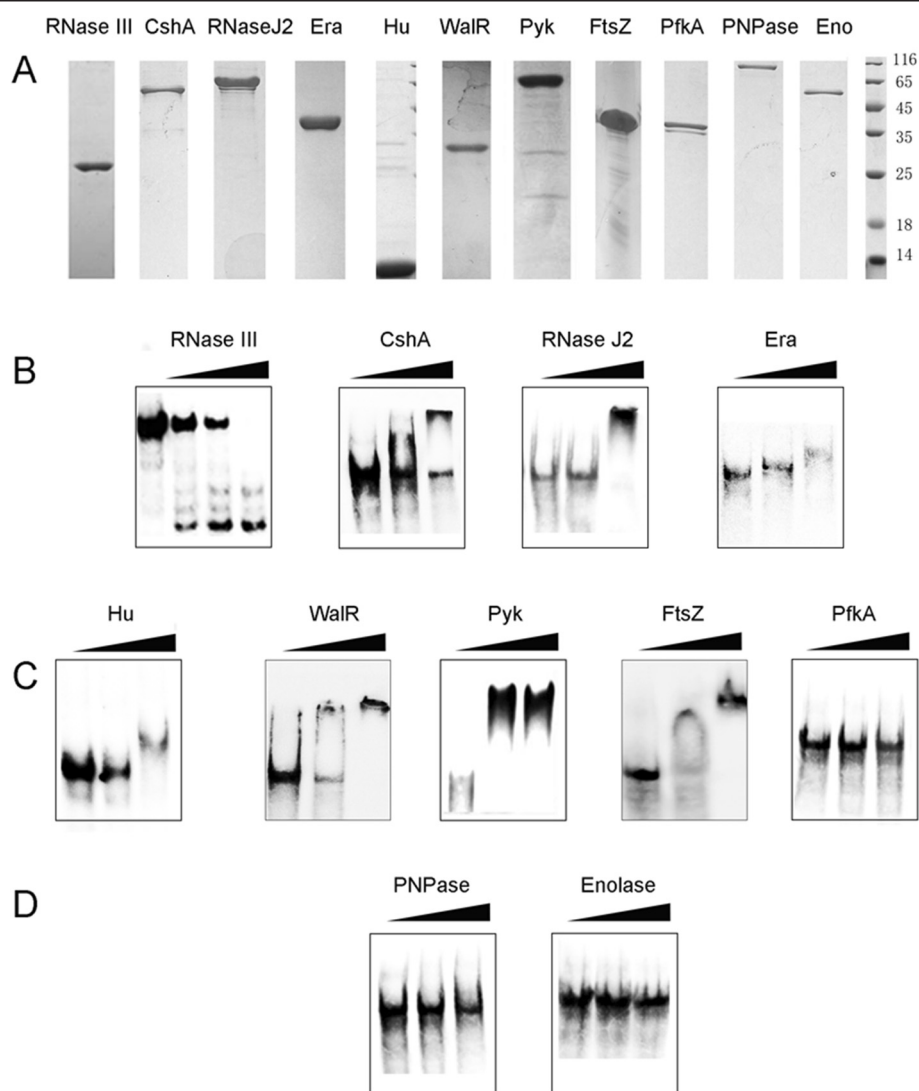 RNase III CshA RNaseJ2 Era Hu WalR Pyk FtsZ PfkA PNPase Eno
A
116
65
45
35
25
18
14
B
RNase III CshA RNase J2 Era
C
Hu WalR Pyk FtsZ PfkA
D
PNPase Enolase